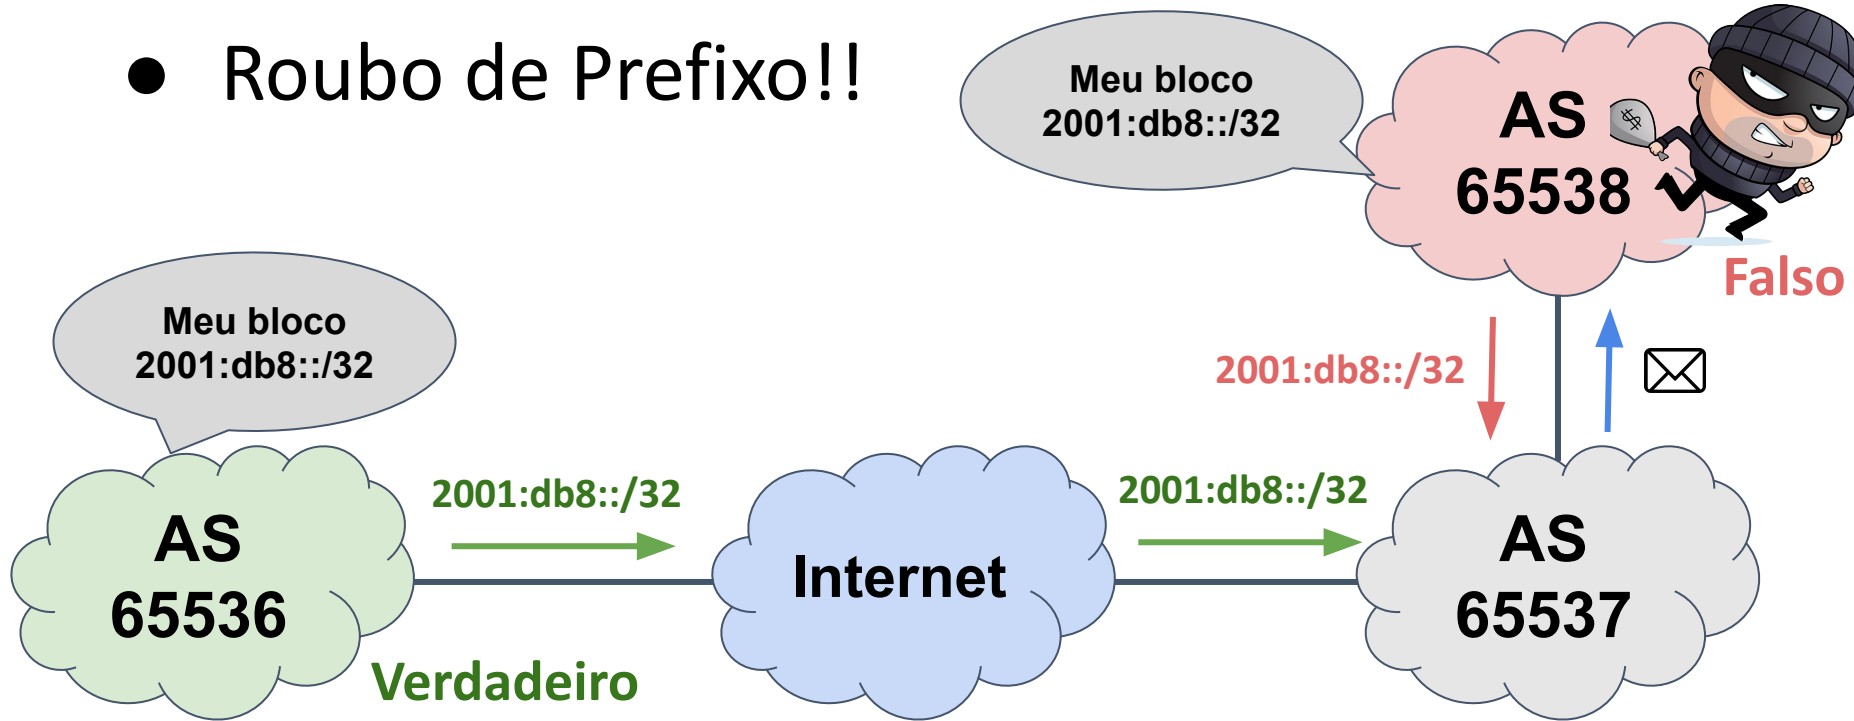 ● Roubo de Prefixo!!
Meu bloco
2001:db8::/32
AS
65538
$
Falso
Meu bloco
2001:db8::/32
2001:db8::/32
2001:db8::/32
2001:db8::/32
AS
65536
Internet
AS
65537
Verdadeiro